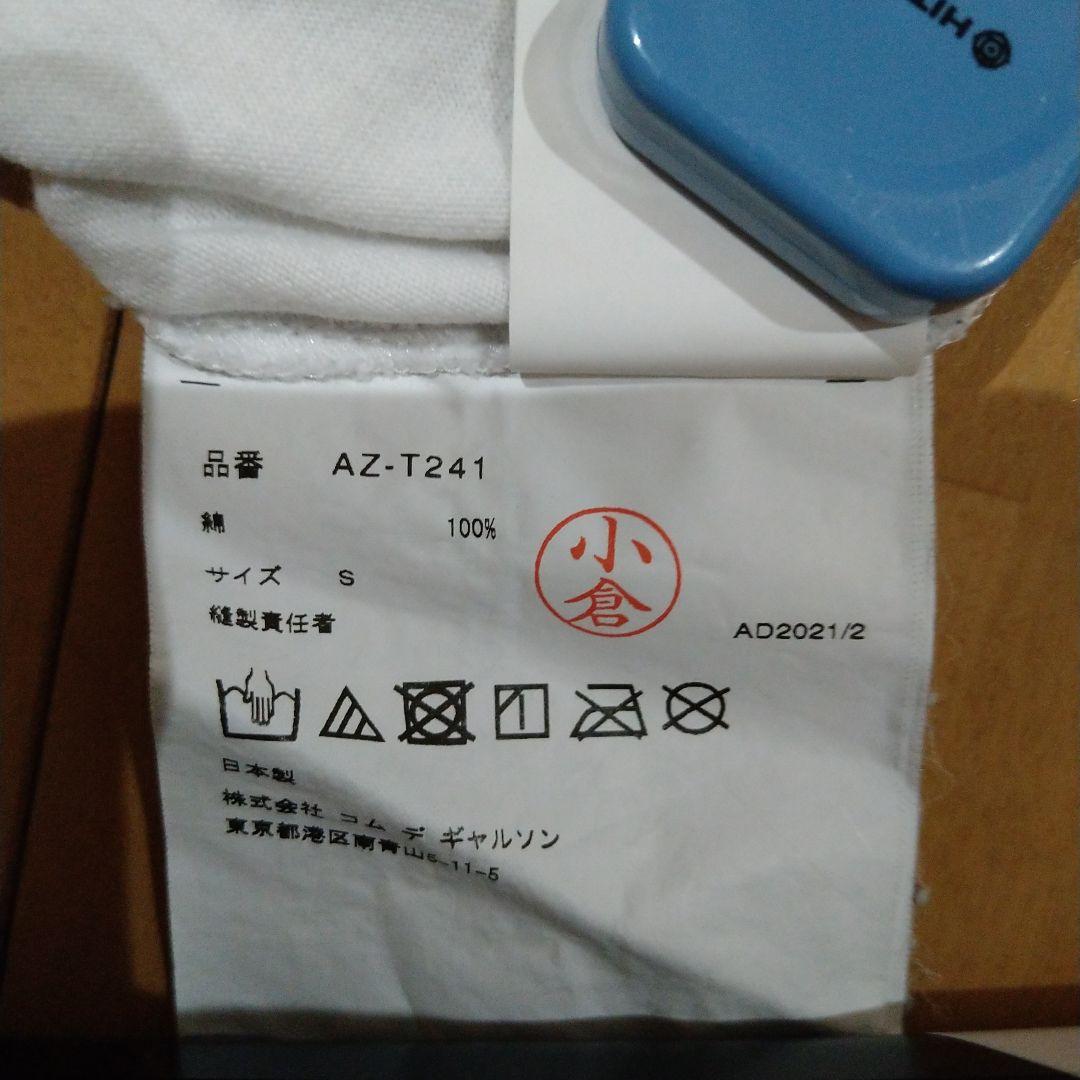 HIT
品番 AZ-T241
綿 100%
サイズ S
縫製責任者
小倉
AD2021/2
日本製
株式会社 コム デ ギャルソン
東京都港区南青山5-11-5